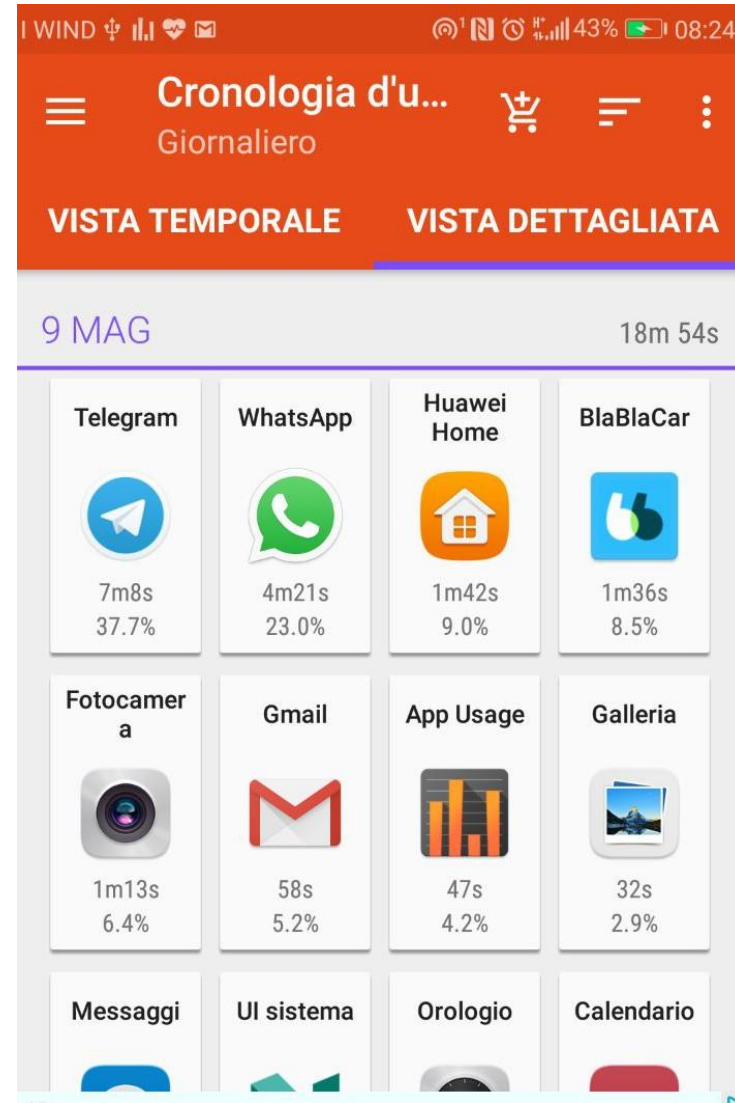 I WIND 43% 08:24
Cronologia d'u...
Giornaliero
VISTA TEMPORALE VISTA DETTAGLIATA
9 MAG 18m 54s
Telegram WhatsApp Huawei Home BlaBlaCar
7m8s 4m21s 1m42s 1m36s
37.7% 23.0% 9.0% 8.5%
Fotocamera Gmail App Usage Galleria
1m13s 58s 47s 32s
6.4% 5.2% 4.2% 2.9%
Messaggi UI sistema Orologio Calendario